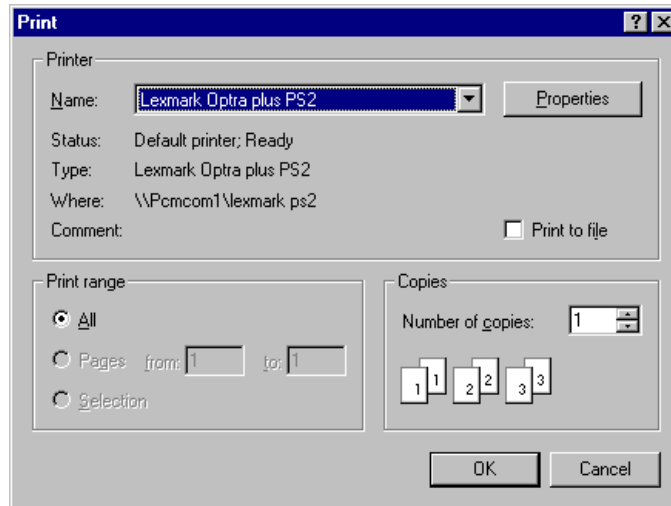 Print
Printer
Name: Lexmark Optra plus PS2 Properties
Status: Default printer; Ready
Type: Lexmark Optra plus PS2
Where: \\Pcmcom1\lexmark ps2
Comment: Print to file
Print range
All
Pages from: 1 to: 1
Selection
Copies
Number of copies: 1
1 1 2 2 3 3
OK Cancel